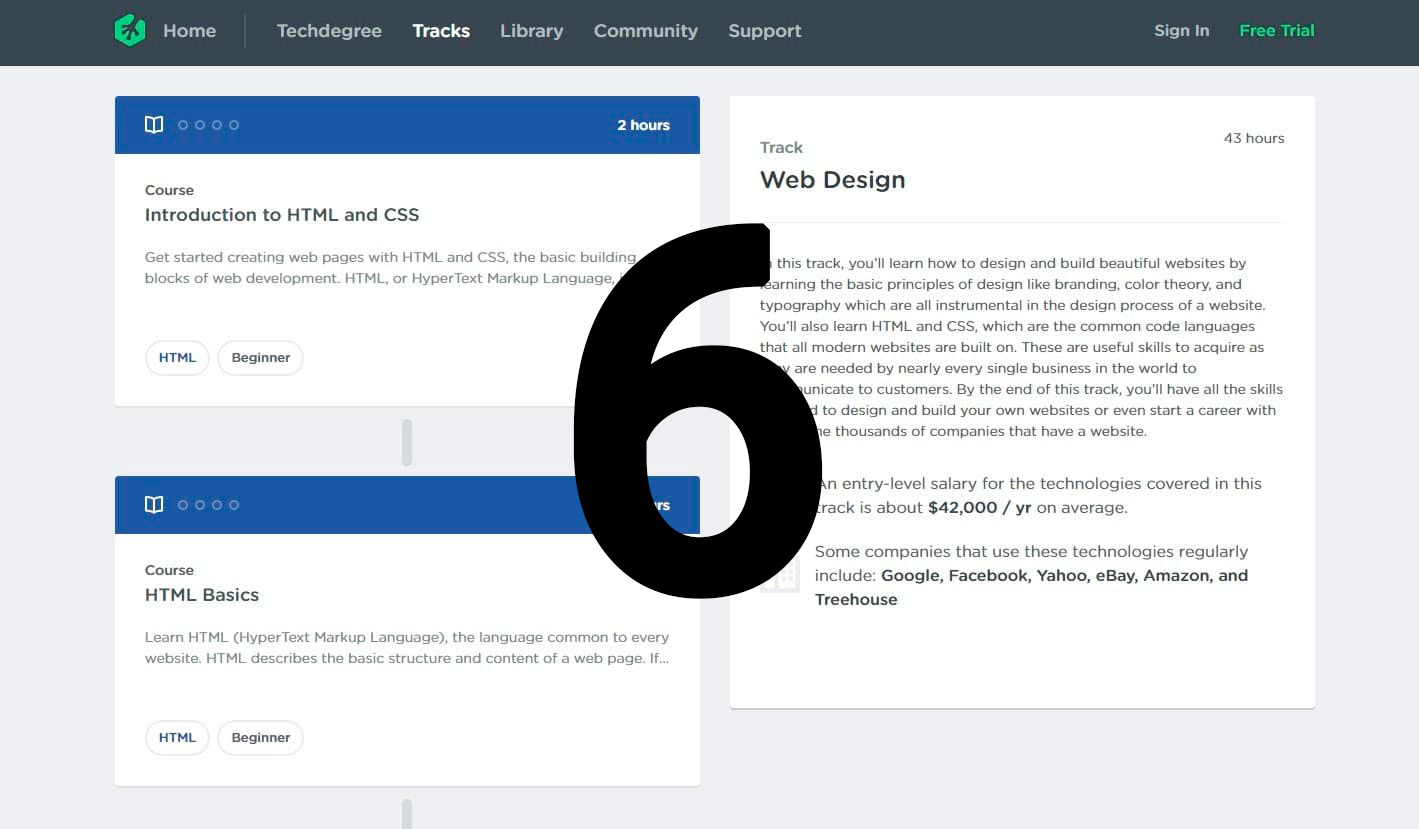 Home Techdegree Tracks Library Community Support Sign In Free Trial
2 hours
Course
Introduction to HTML and CSS
Get started creating web pages with HTML and CSS, the basic building
blocks of web development. HTML, or HyperText Markup Language,
HTML Beginner
Course
HTML Basics
Learn HTML (HyperText Markup Language), the language common to every
website. HTML describes the basic structure and content of a web page. If...
HTML Beginner
6
43 hours
Track
Web Design
this track, you'll learn how to design and build beautiful websites by
learning the basic principles of design like branding, color theory, and
typography which are all instrumental in the design process of a website.
You'll also learn HTML and CSS, which are the common code languages
that all modern websites are built on. These are useful skills to acquire as
are needed by nearly every single business in the world to
to customers. By the end of this track, you'll have all the skills
to design and build your own websites or even start a career with
thousands of companies that have a website.
An entry-level salary for the technologies covered in this
track is about $42,000 / yr on average.
Some companies that use these technologies regularly
include: Google, Facebook, Yahoo, eBay, Amazon, and
Treehouse